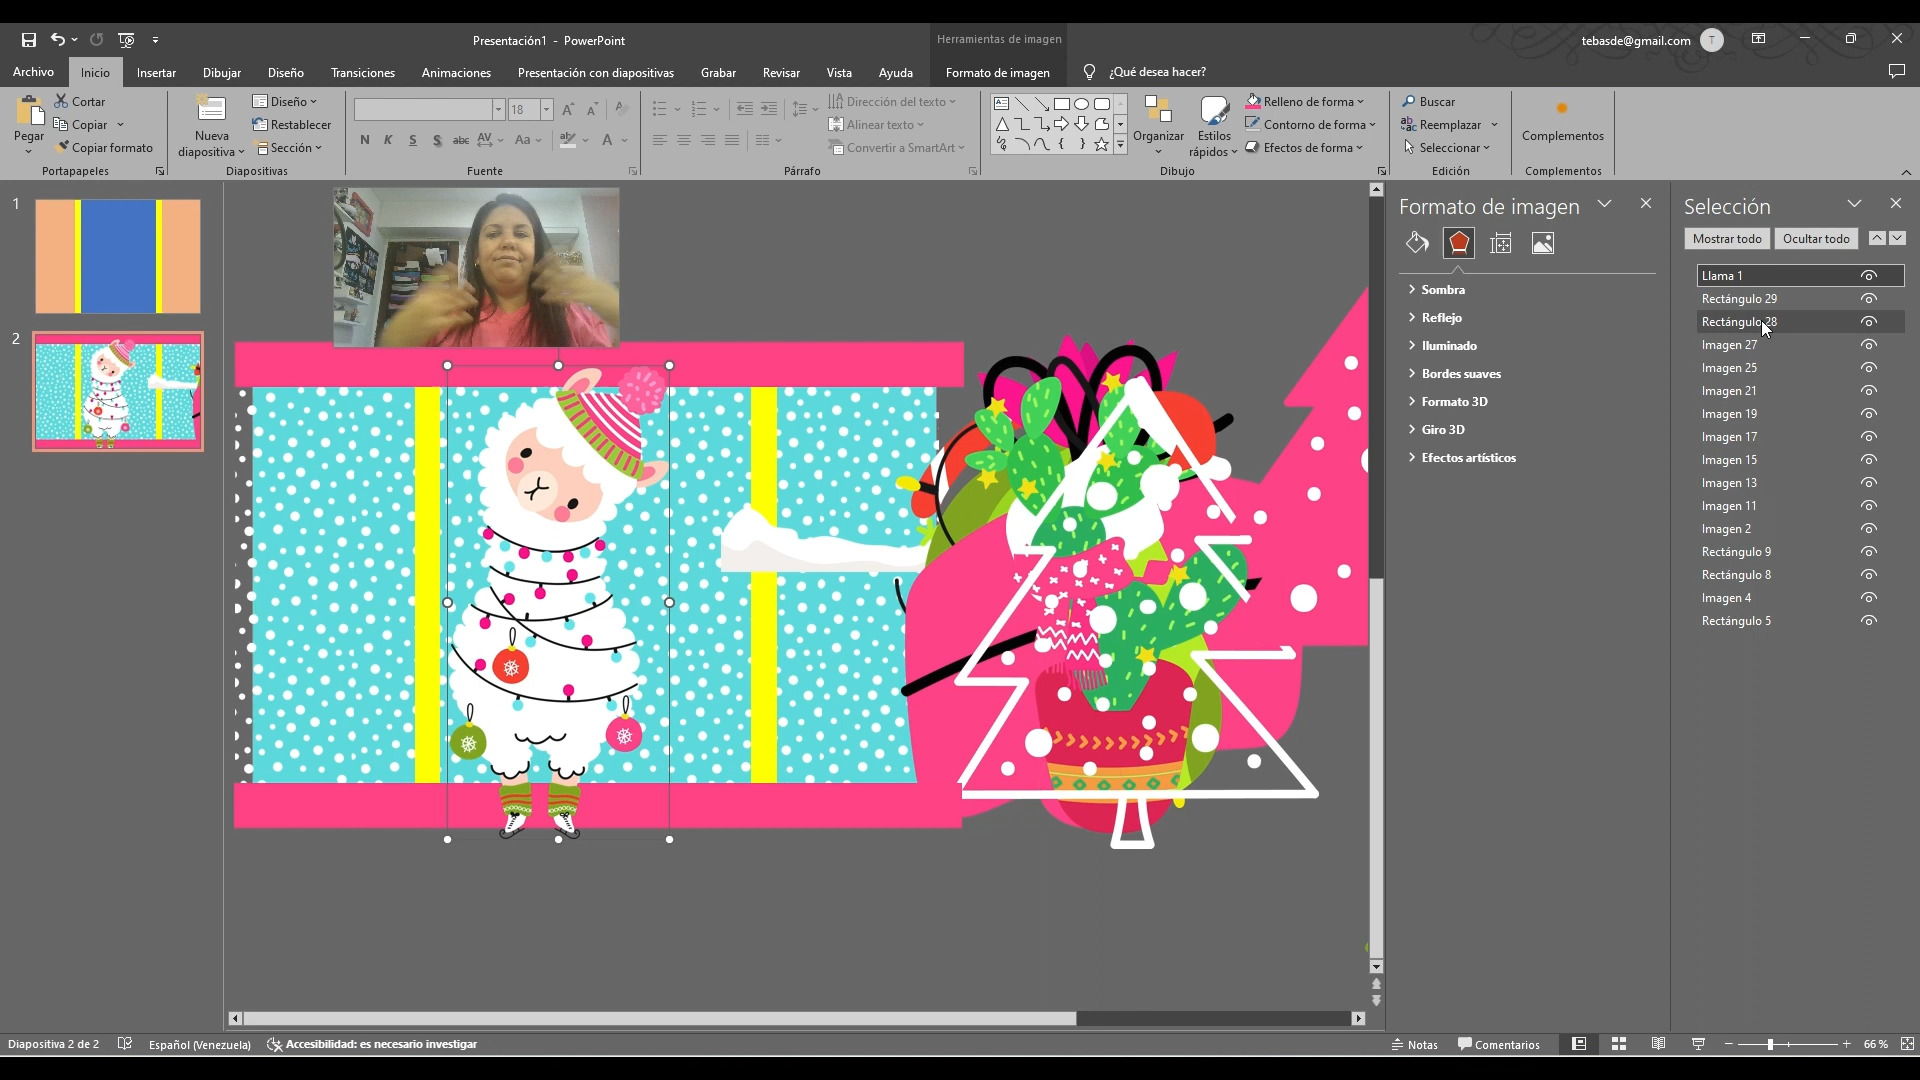 Presentación1 - PowerPoint
Herramientas de imagen
tebasde@gmail.com
T
Archivo Inicio Insertar Dibujar Diseño Transiciones Animaciones Presentación con diapositivas Grabar Revisar Vista Ayuda Formato de imagen ¿Qué desea hacer?
Pegar
Cortar
Copiar
Copiar formato
Portapapeles
Nueva
diapositiva
Diseño
Restablecer
Sección
Diapositivas
18
N K S S abc AV Aa A
Fuente
Dirección del texto
Alinear texto
Convertir a SmartArt
Párrafo
Organizar
Estilos
rápidos
Relleno de forma
Contorno de forma
Efectos de forma
Dibujo
Buscar
Reemplazar
Seleccionar
Edición
Complementos
Complementos
1
2
Formato de imagen
Sombra
Reflejo
Iluminado
Bordes suaves
Formato 3D
Giro 3D
Efectos artísticos
Selección
Mostrar todo Ocultar todo
Llama 1
Rectángulo 29
Rectángulo 28
Imagen 27
Imagen 25
Imagen 21
Imagen 19
Imagen 17
Imagen 15
Imagen 13
Imagen 11
Imagen 2
Rectángulo 9
Rectángulo 8
Imagen 4
Rectángulo 5
Diapositiva 2 de 2 Español (Venezuela) Accesibilidad: es necesario investigar Notas Comentarios 66 %